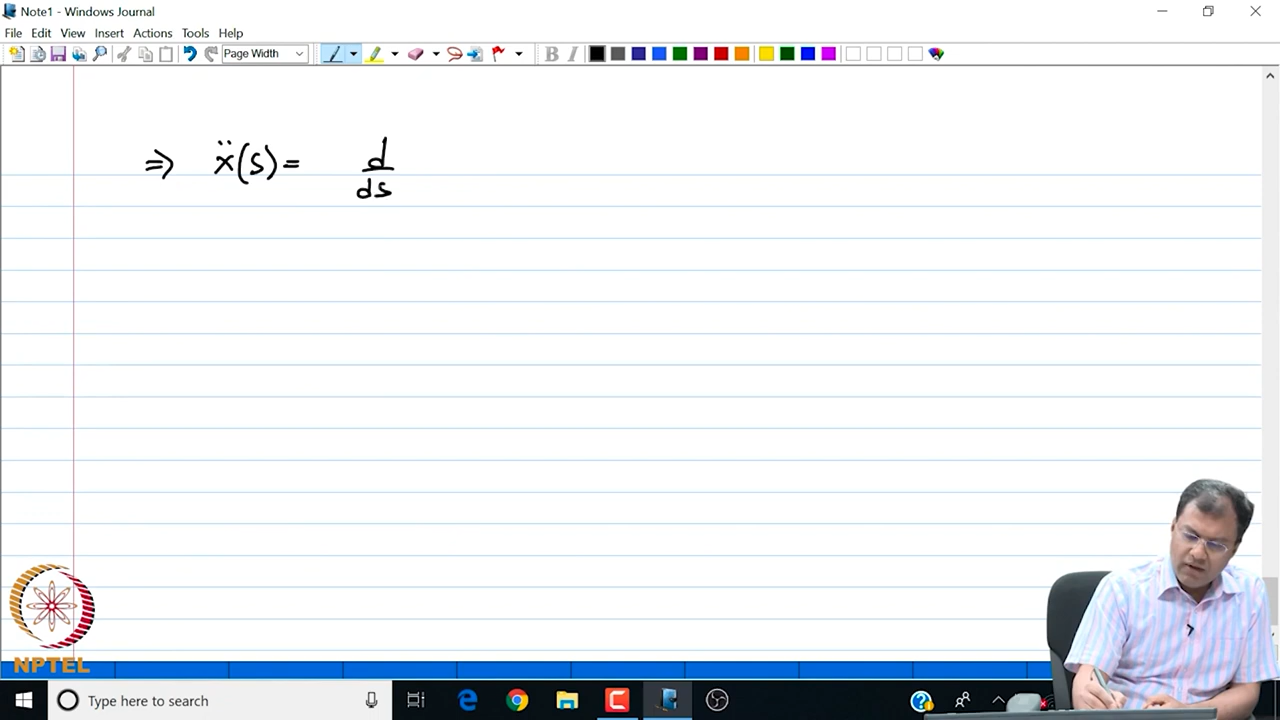 Note1 - Windows Journal
File Edit View Insert Actions Tools Help
Page Width B I
⇒ ẍ(s) = d/ds
NPTEL
Type here to search